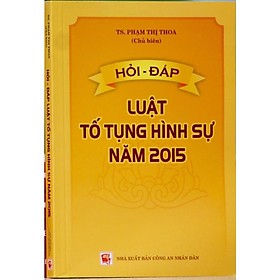 TS. PHẠM THỊ THOA
(Chủ biên)
HỎI - ĐÁP
LUẬT
TỐ TỤNG HÌNH SỰ
NĂM 2015
NHÀ XUẤT BẢN CÔNG AN NHÂN DÂN
HỎI - ĐÁP LUẬT TỐ TỤNG HÌNH SỰ NĂM 2015